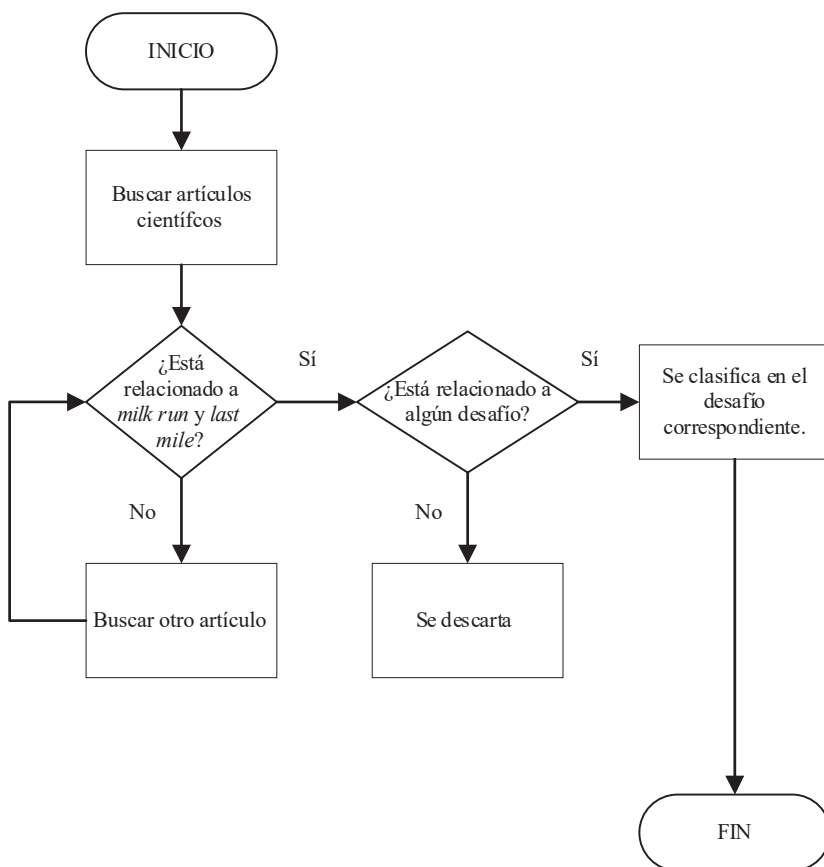 INICIO
Buscar artículos
científcos
¿Está
relacionado a
milk run y last
mile?
Sí
¿Está relacionado a
algún desafío?
Sí
Se clasifica en el
desafío
correspondiente.
No
No
Buscar otro artículo
Se descarta
FIN